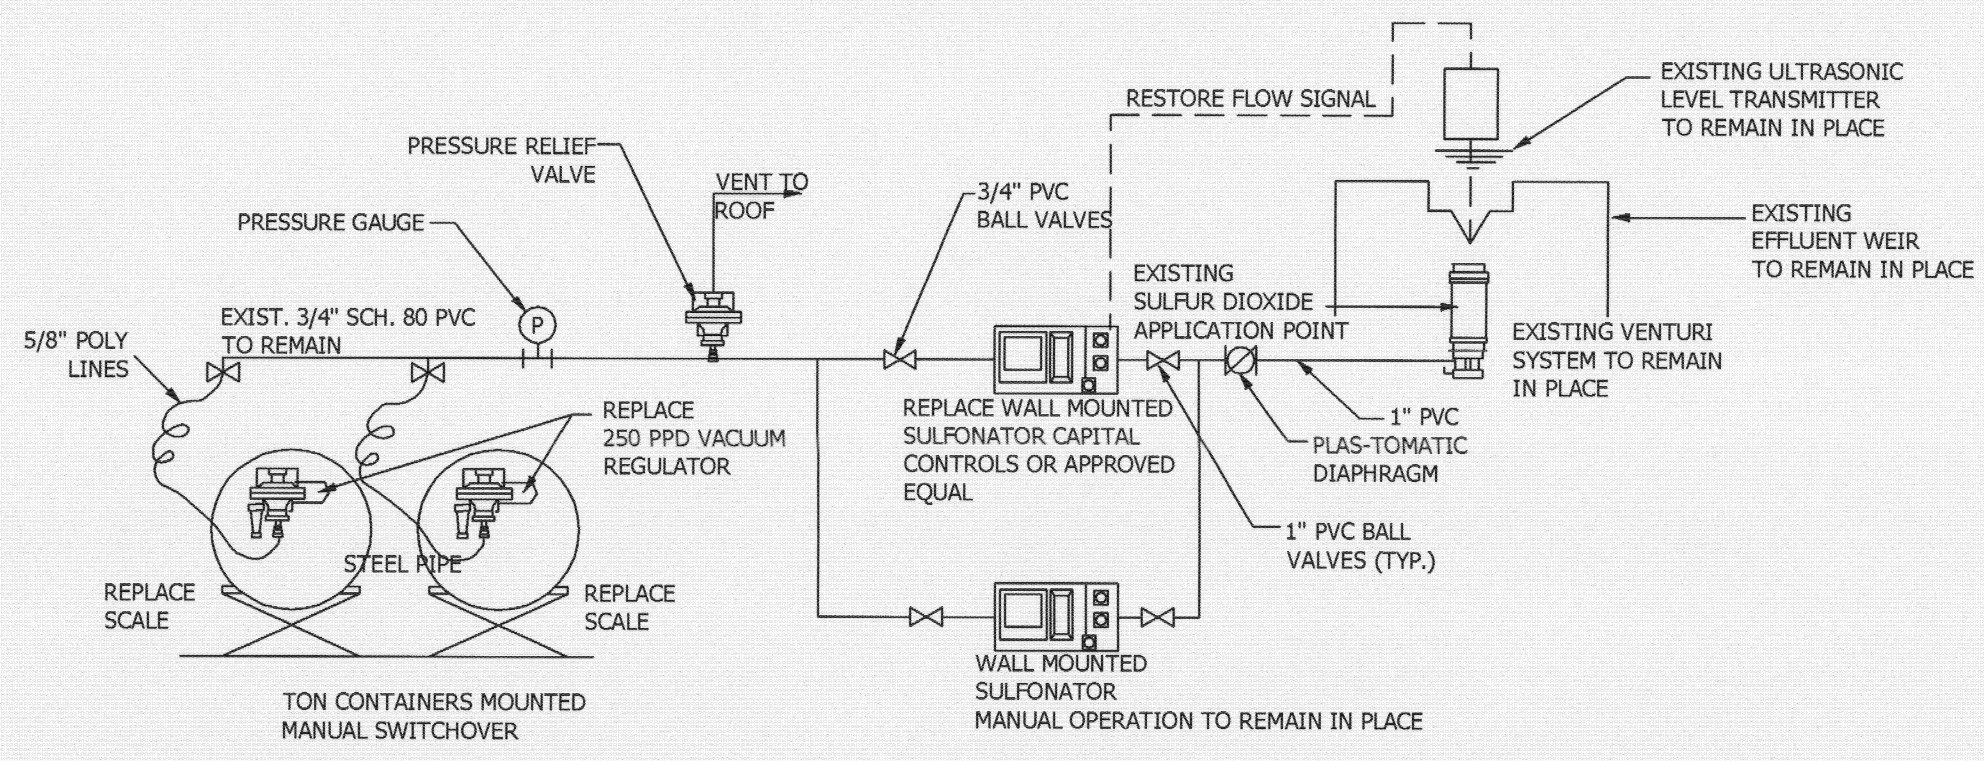 RESTORE FLOW SIGNAL
EXISTING ULTRASONIC
LEVEL TRANSMITTER
TO REMAIN IN PLACE
PRESSURE RELIEF
VALVE
VENT TO
ROOF
3/4" PVC
BALL VALVES
PRESSURE GAUGE
EXISTING
EFFLUENT WEIR
TO REMAIN IN PLACE
EXISTING
SULFUR DIOXIDE
APPLICATION POINT
EXIST. 3/4" SCH. 80 PVC
TO REMAIN
P
5/8" POLY
LINES
EXISTING VENTURI
SYSTEM TO REMAIN
IN PLACE
REPLACE
250 PPD VACUUM
REGULATOR
REPLACE WALL MOUNTED
SULFONATOR CAPITAL
CONTROLS OR APPROVED
EQUAL
1" PVC
PLAS-TOMATIC
DIAPHRAGM
1" PVC BALL
VALVES (TYP.)
STEEL PIPE
REPLACE
SCALE
REPLACE
SCALE
WALL MOUNTED
SULFONATOR
MANUAL OPERATION TO REMAIN IN PLACE
TON CONTAINERS MOUNTED
MANUAL SWITCHOVER